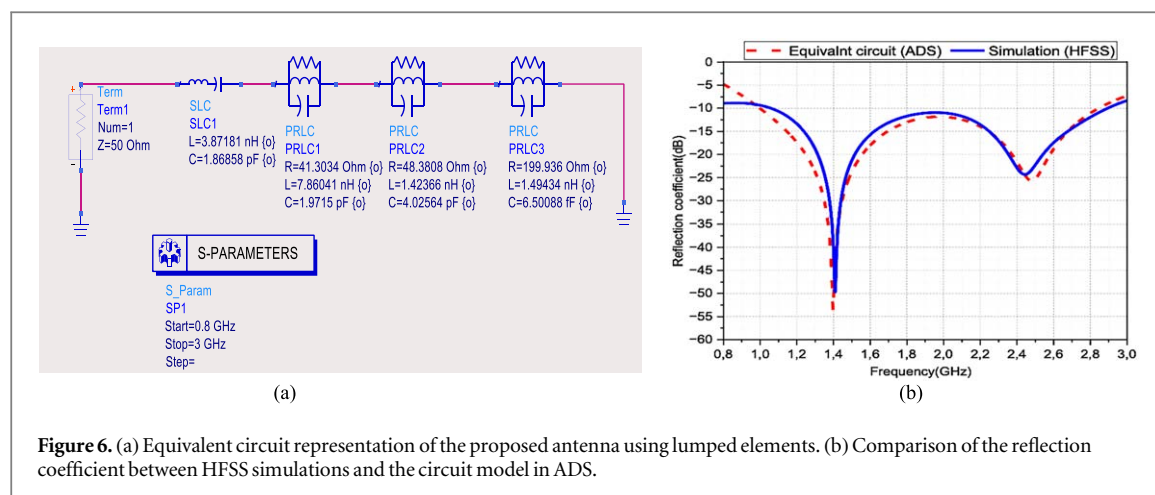 +
Term
Term1
Num=1
Z=50 Ohm
-
SLC
SLC1
L=3.87181 nH {o}
C=1.86858 pF {o}
PRLC
PRLC1
R=41.3034 Ohm {o}
L=7.86041 nH {o}
C=1.9715 pF {o}
PRLC
PRLC2
R=48.3808 Ohm {o}
L=1.42366 nH {o}
C=4.02564 pF {o}
PRLC
PRLC3
R=199.936 Ohm {o}
L=1.49434 nH {o}
C=6.50088 fF {o}
S-PARAMETERS
S_Param
SP1
Start=0.8 GHz
Stop=3 GHz
Step=
(a)
Equivalnt circuit (ADS) Simulation (HFSS)
Reflection coefficient(dB)
0
-5
-10
-15
-20
-25
-30
-35
-40
-45
-50
-55
-60
0,8 1,0 1,2 1,4 1,6 1,8 2,0 2,2 2,4 2,6 2,8 3,0
Frequency(GHz)
(b)
Figure 6. (a) Equivalent circuit representation of the proposed antenna using lumped elements. (b) Comparison of the reflection
coefficient between HFSS simulations and the circuit model in ADS.